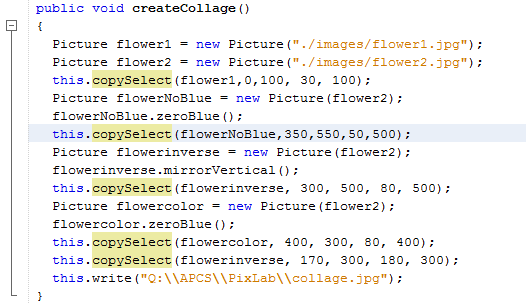 public void createCollage()
{
Picture flower1 = new Picture("./images/flower1.jpg");
Picture flower2 = new Picture("./images/flower2.jpg");
this.copySelect(flower1,0,100, 30, 100);
Picture flowerNoBlue = new Picture(flower2);
flowerNoBlue.zeroBlue();
this.copySelect(flowerNoBlue,350,550,50,500);
Picture flowerinverse = new Picture(flower2);
flowerinverse.mirrorVertical();
this.copySelect(flowerinverse, 300, 500, 80, 500);
Picture flowercolor = new Picture(flower2);
flowercolor.zeroBlue();
this.copySelect(flowercolor, 400, 300, 80, 400);
this.copySelect(flowerinverse, 170, 300, 180, 300);
this.write("Q:\\APCS\\PixLab\\collage.jpg");
}